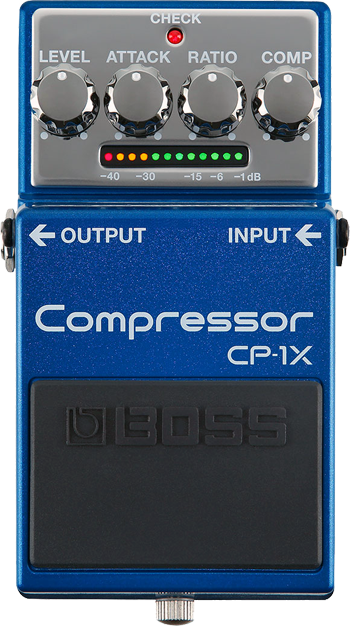 CHECK
LEVEL ATTACK RATIO COMP
−40 −30 −15 −6 −1dB
← OUTPUT INPUT ←
Compressor
CP-1X
BOSS